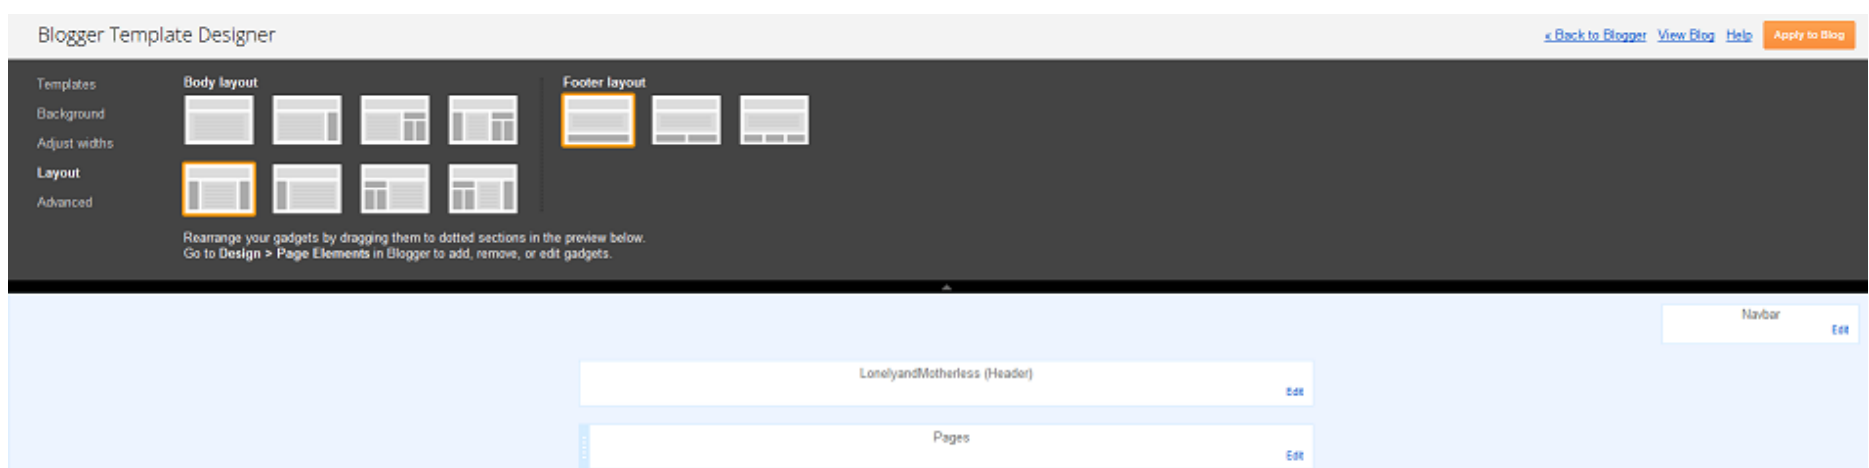 Blogger Template Designer
« Back to Blogger View Blog Help Apply to Blog
Templates
Background
Adjust widths
Layout
Advanced
Body layout
Footer layout
Rearrange your gadgets by dragging them to dotted sections in the preview below.
Go to Design > Page Elements in Blogger to add, remove, or edit gadgets.
Navbar
Edit
LonelyandMotherless (Header)
Edit
Pages
Edit